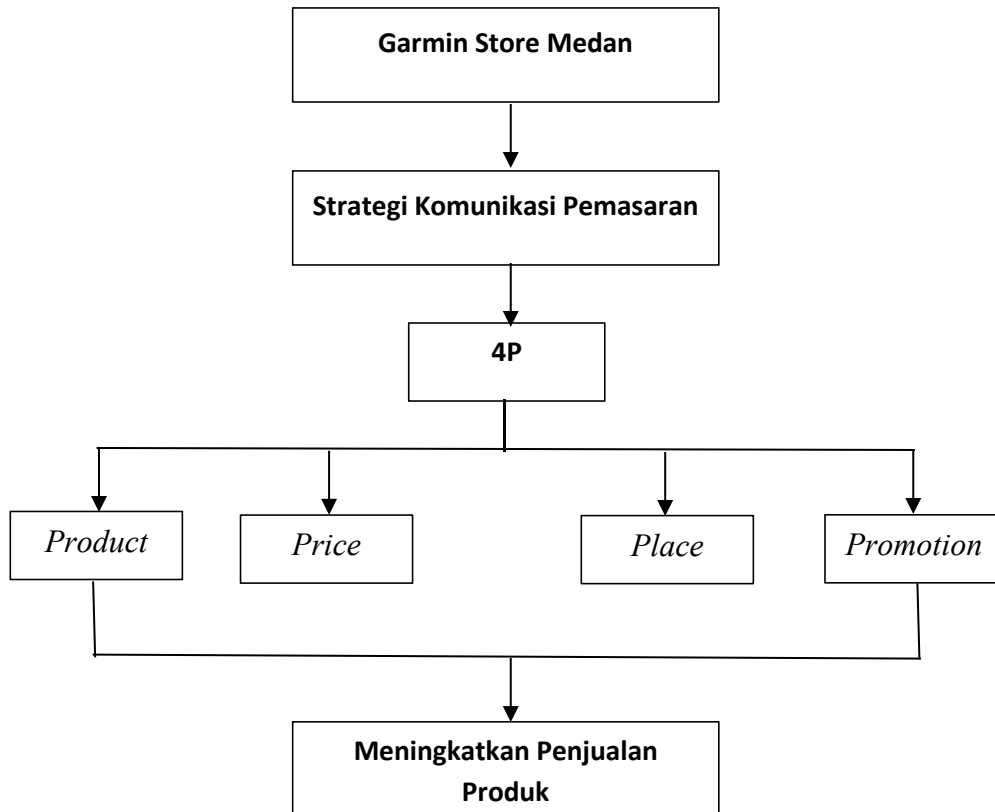 Garmin Store Medan
Strategi Komunikasi Pemasaran
4P
Product
Price
Place
Promotion
Meningkatkan Penjualan
Produk